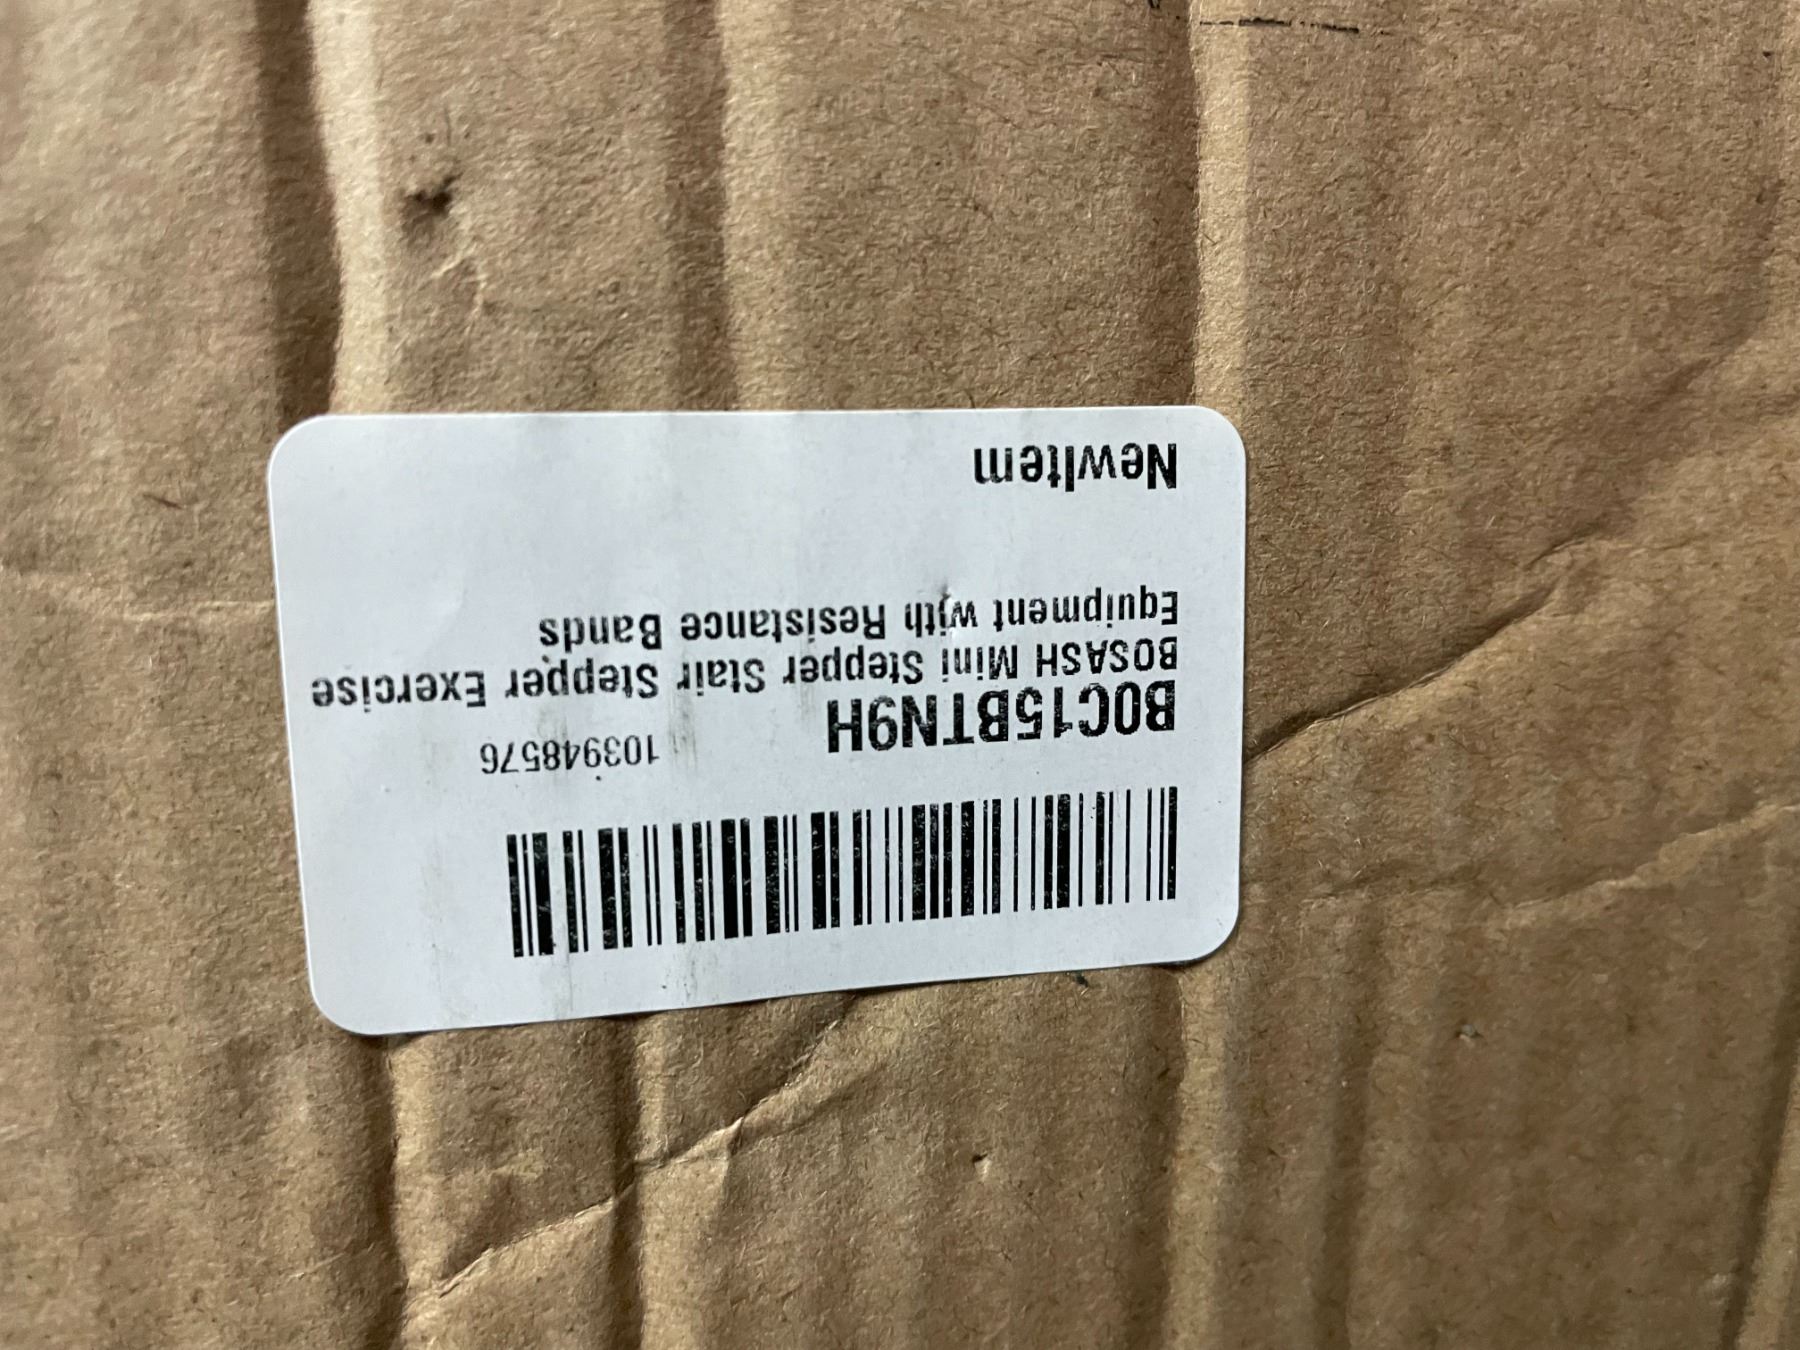 B0C15BTN9H 103948576
BOSASH Mini Stepper Stair Stepper Exercise
Equipment with Resistance Bands
NewItem